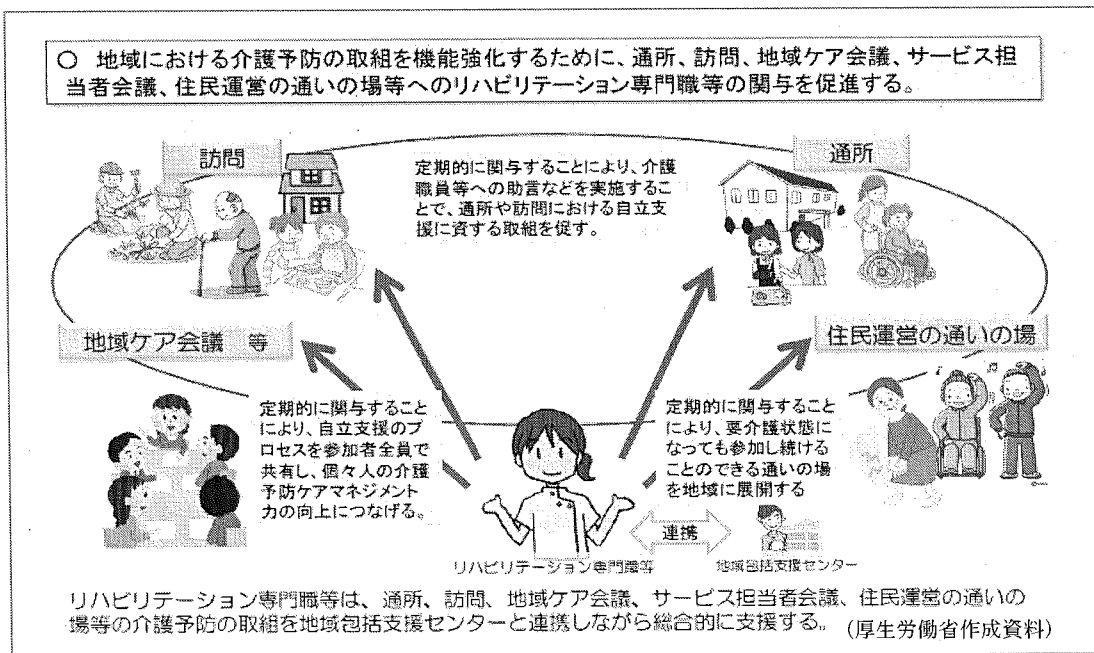 ○ 地域における介護予防の取組を機能強化するために、通所、訪問、地域ケア会議、サービス担
当者会議、住民運営の通いの場等へのリハビリテーション専門職等の関与を促進する。
訪問
定期的に関与することにより、介護
職員等への助言などを実施するこ
とで、通所や訪問における自立支
援に資する取組を促す。
通所
地域ケア会議 等
住民運営の通いの場
定期的に関与すること
により、自立支援のプ
ロセスを参加者全員で
共有し、個々人の介護
予防ケアマネジメント
力の向上につなげる。
定期的に関与すること
により、要介護状態に
なっても参加し続ける
ことのできる通いの場
を地域に展開する
連携
リハビリテーション専門職等
地域包括支援センター
リハビリテーション専門職等は、通所、訪問、地域ケア会議、サービス担当者会議、住民運営の通いの
場等の介護予防の取組を地域包括支援センターと連携しながら総合的に支援する。
(厚生労働省作成資料)